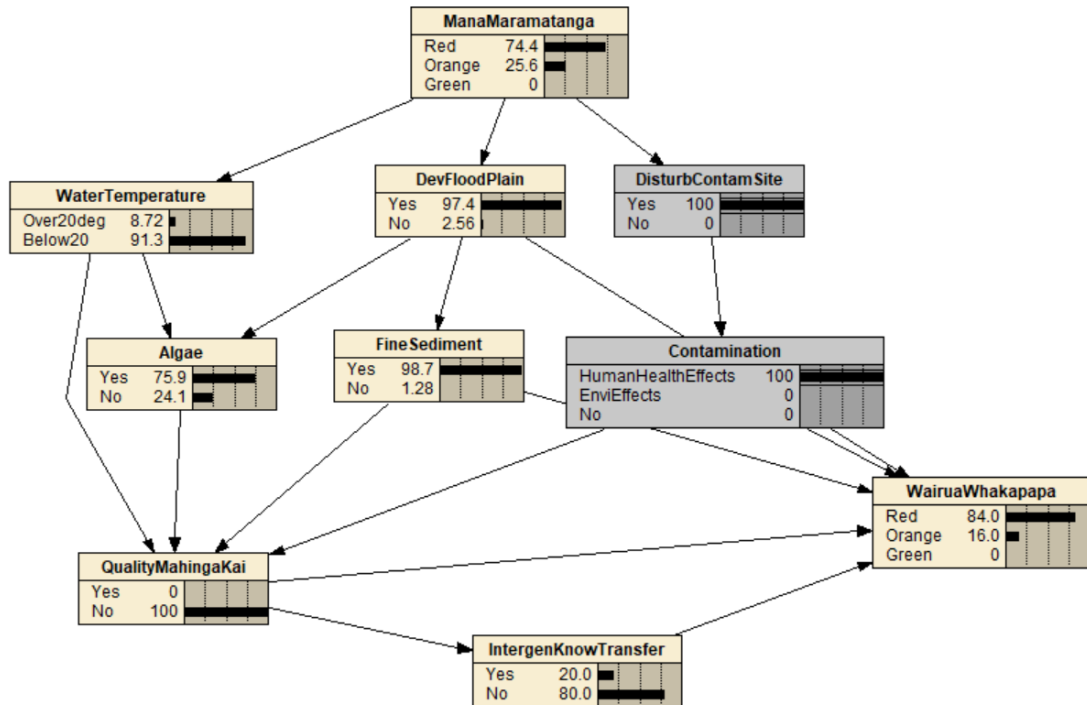 ManaMaramatanga
Red 74.4
Orange 25.6
Green 0
WaterTemperature
Over20deg 8.72
Below20 91.3
DevFloodPlain
Yes 97.4
No 2.56
DisturbContamSite
Yes 100
No 0
Algae
Yes 75.9
No 24.1
FineSediment
Yes 98.7
No 1.28
Contamination
HumanHealthEffects 100
EnviEffects 0
No 0
WairuaWhakapapa
Red 84.0
Orange 16.0
Green 0
QualityMahingaKai
Yes 0
No 100
IntergenKnowTransfer
Yes 20.0
No 80.0